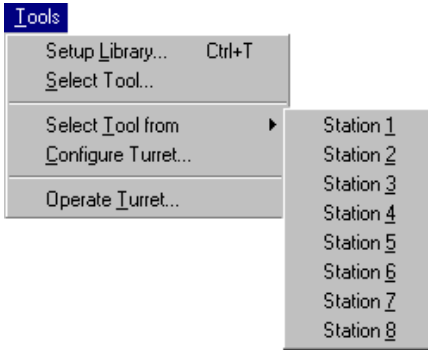 Tools
Setup Library... Ctrl+T
Select Tool...
Select Tool from
Configure Turret...
Operate Turret...
Station 1
Station 2
Station 3
Station 4
Station 5
Station 6
Station 7
Station 8